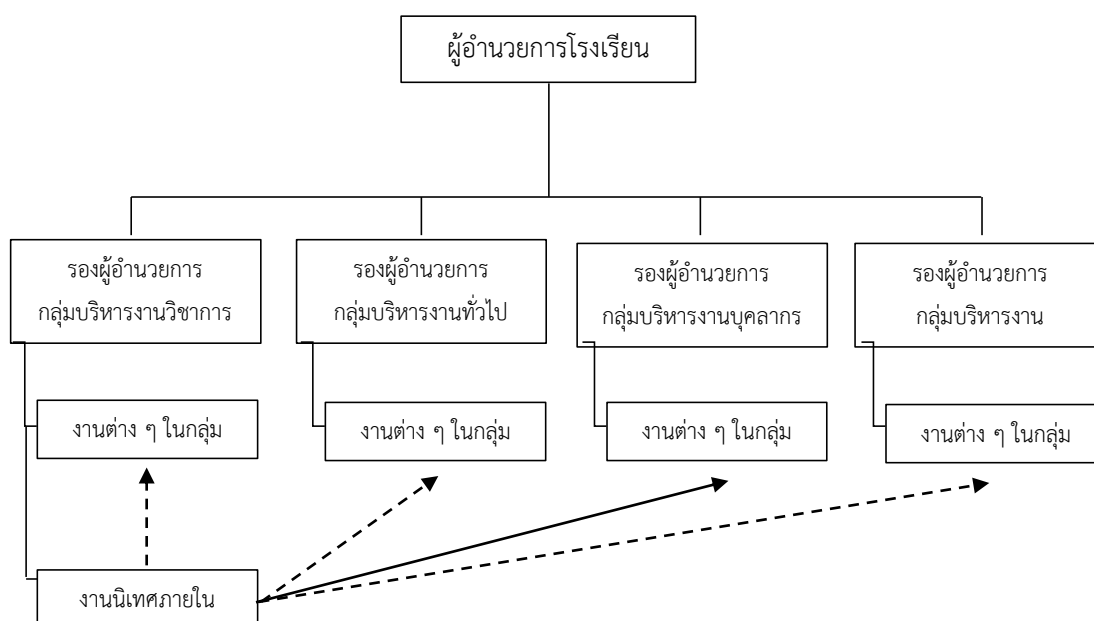 ผู้อำนวยการโรงเรียน
รองผู้อำนวยการ
กลุ่มบริหารงานวิชาการ
รองผู้อำนวยการ
กลุ่มบริหารงานทั่วไป
รองผู้อำนวยการ
กลุ่มบริหารงานบุคลากร
รองผู้อำนวยการ
กลุ่มบริหารงาน
งานต่าง ๆ ในกลุ่ม
งานต่าง ๆ ในกลุ่ม
งานต่าง ๆ ในกลุ่ม
งานต่าง ๆ ในกลุ่ม
งานนิเทศภายใน